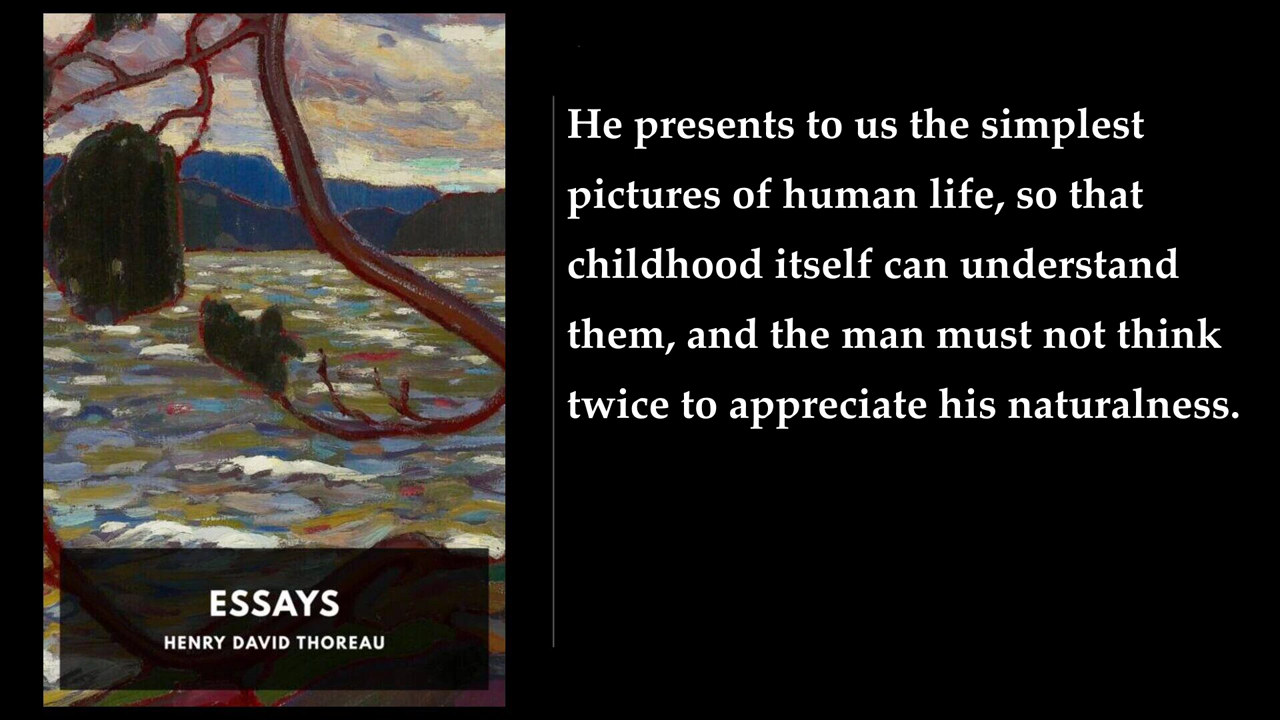 He presents to us the simplest
pictures of human life, so that
childhood itself can understand
them, and the man must not think
twice to appreciate his naturalness.
ESSAYS
HENRY DAVID THOREAU